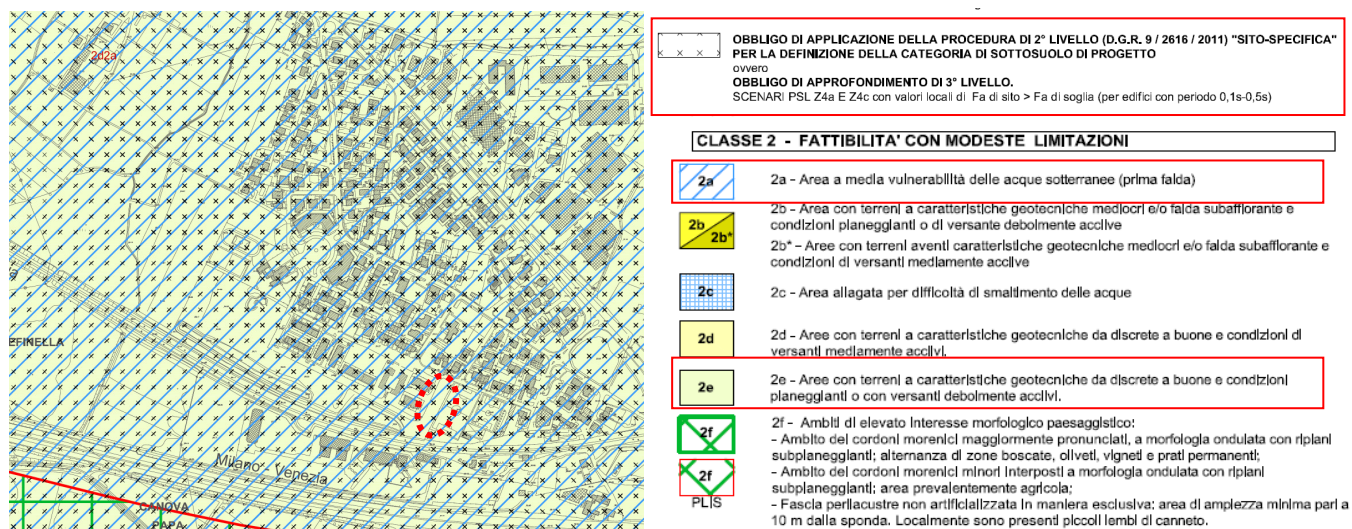 2d2a
EFINELLA
Milano - Venezia
CANOVA
PAPA
OBBLIGO DI APPLICAZIONE DELLA PROCEDURA DI 2° LIVELLO (D.G.R. 9 / 2616 / 2011) "SITO-SPECIFICA"
PER LA DEFINIZIONE DELLA CATEGORIA DI SOTTOSUOLO DI PROGETTO
ovvero
OBBLIGO DI APPROFONDIMENTO DI 3° LIVELLO.
SCENARI PSL Z4a E Z4c con valori locali di Fa di sito > Fa di soglia (per edifici con periodo 0,1s-0,5s)
CLASSE 2 - FATTIBILITA' CON MODESTE LIMITAZIONI
2a
2a - Area a media vulnerabilità delle acque sotterranee (prima falda)
2b
2b*
2b - Area con terreni a caratteristiche geotecniche mediocri e/o falda subaffiorante e
condizioni planeggianti o di versante debolmente acclive
2b* - Aree con terreni aventi caratteristiche geotecniche mediocri e/o falda subaffiorante e
condizioni di versanti mediamente acclive
2c
2c - Area allagata per difficoltà di smaltimento delle acque
2d
2d - Aree con terreni a caratteristiche geotecniche da discrete a buone e condizioni di
versanti mediamente acclivi.
2e
2e - Aree con terreni a caratteristiche geotecniche da discrete a buone e condizioni
planeggianti o con versanti debolmente acclivi.
2f
2f - Ambiti di elevato interesse morfologico paesaggistico:
- Ambito dei cordoni morenici maggiormente pronunciati, a morfologia ondulata con ripiani
subplaneggianti; alternanza di zone boscate, oliveti, vigneti e prati permanenti;
2f
PLIS
- Ambito dei cordoni morenici minori interposti a morfologia ondulata con ripiani
subplaneggianti; area prevalentemente agricola;
- Fascia perilacustre non artificializzata in maniera esclusiva: area di ampiezza minima pari a
10 m dalla sponda. Localmente sono presenti piccoli lembi di canneto.